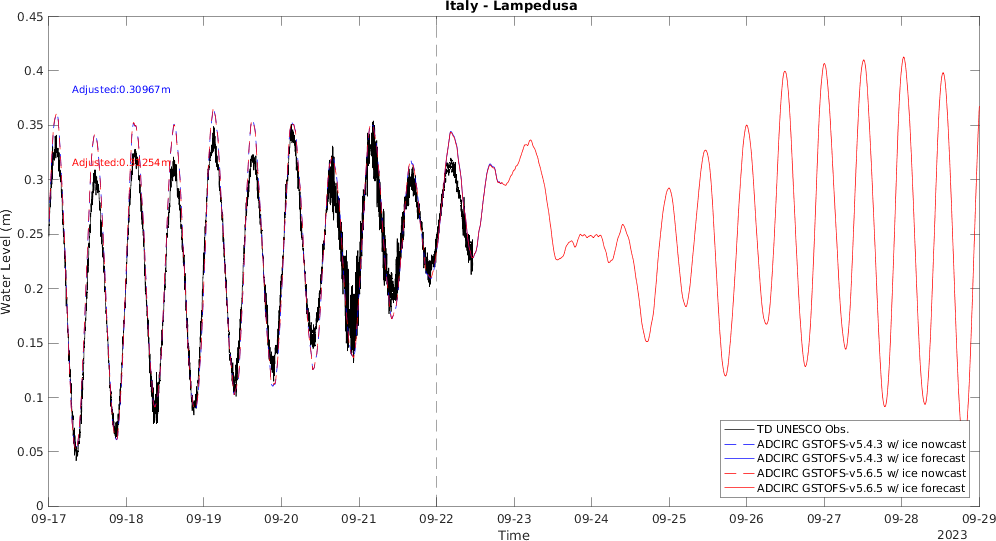 Italy - Lampedusa
0.45
0.4
0.35
0.3
0.25
0.2
0.15
0.1
0.05
0
Water Level (m)
Adjusted:0.30967m
09-17
09-18
09-19
09-20
09-21
09-22
09-23
09-24
09-25
09-26
09-27
09-28
09-29
Time
2023
TD UNESCO Obs.
ADCIRC GSTOFS-v5.4.3 w/ ice nowcast
ADCIRC GSTOFS-v5.4.3 w/ ice forecast
ADCIRC GSTOFS-v5.6.5 w/ ice nowcast
ADCIRC GSTOFS-v5.6.5 w/ ice forecast